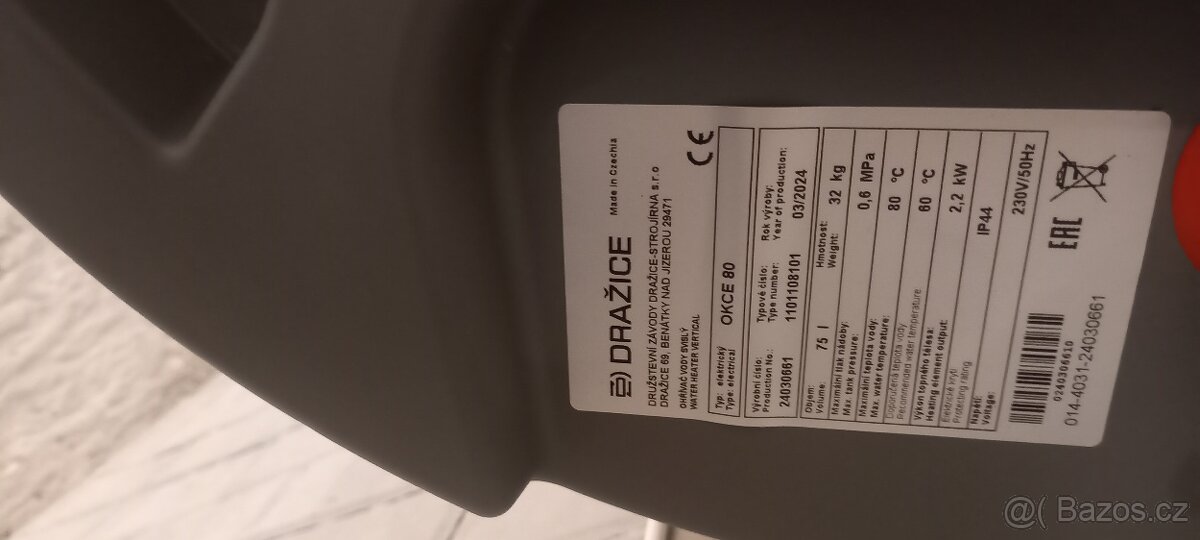 DRAŽICE Made in Czechia
DRUŽSTEVNÍ ZÁVODY DRAŽICE-STROJÍRNA s.r.o
DRAŽICE 69, BENÁTKY NAD JIZEROU 29471
OHŘÍVAČ VODY SVISLÝ
WATER HEATER VERTICAL
CE
Typ: elektrický
Type: electrical
OKCE 80
Výrobní číslo:
Production No.:
24030661
Typové číslo:
Type number:
1101108101
Rok výroby:
Year of production:
03/2024
Objem:
Volume:
75 l
Hmotnost:
Weight:
32 kg
Maximální tlak nádoby:
Max. tank pressure:
0,6 MPa
Maximální teplota vody:
Max. water temperature:
80 °C
Doporučená teplota vody
Recommended water temperature:
60 °C
Výkon topného tělesa:
Heating element output:
2,2 kW
Elektrické krytí
Protecting rating
IP44
Napětí:
Voltage:
230V/50Hz
0240306610
014-4031-24030661
EAC
@( Bazos.cz